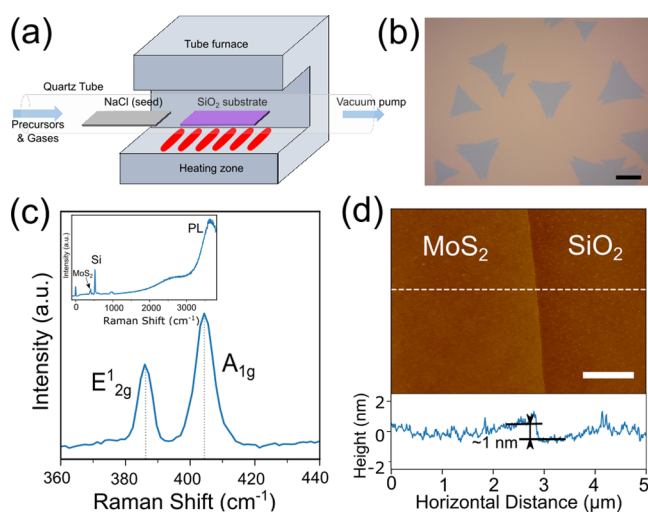 (a)
Tube furnace
Quartz Tube
NaCl (seed)
SiO₂ substrate
Vacuum pump
Precursors
& Gases
Heating zone
(b)
(c)
Intensity (a.u.)
Raman Shift (cm⁻¹)
360 380 400 420 440
E¹₂g
A₁g
Intensity (a.u.)
MoS₂
Si
PL
0 1000 2000 3000
Raman Shift (cm⁻¹)
(d)
MoS₂
SiO₂
Height (nm)
2
0
-2
~1 nm
0 1 2 3 4 5
Horizontal Distance (µm)